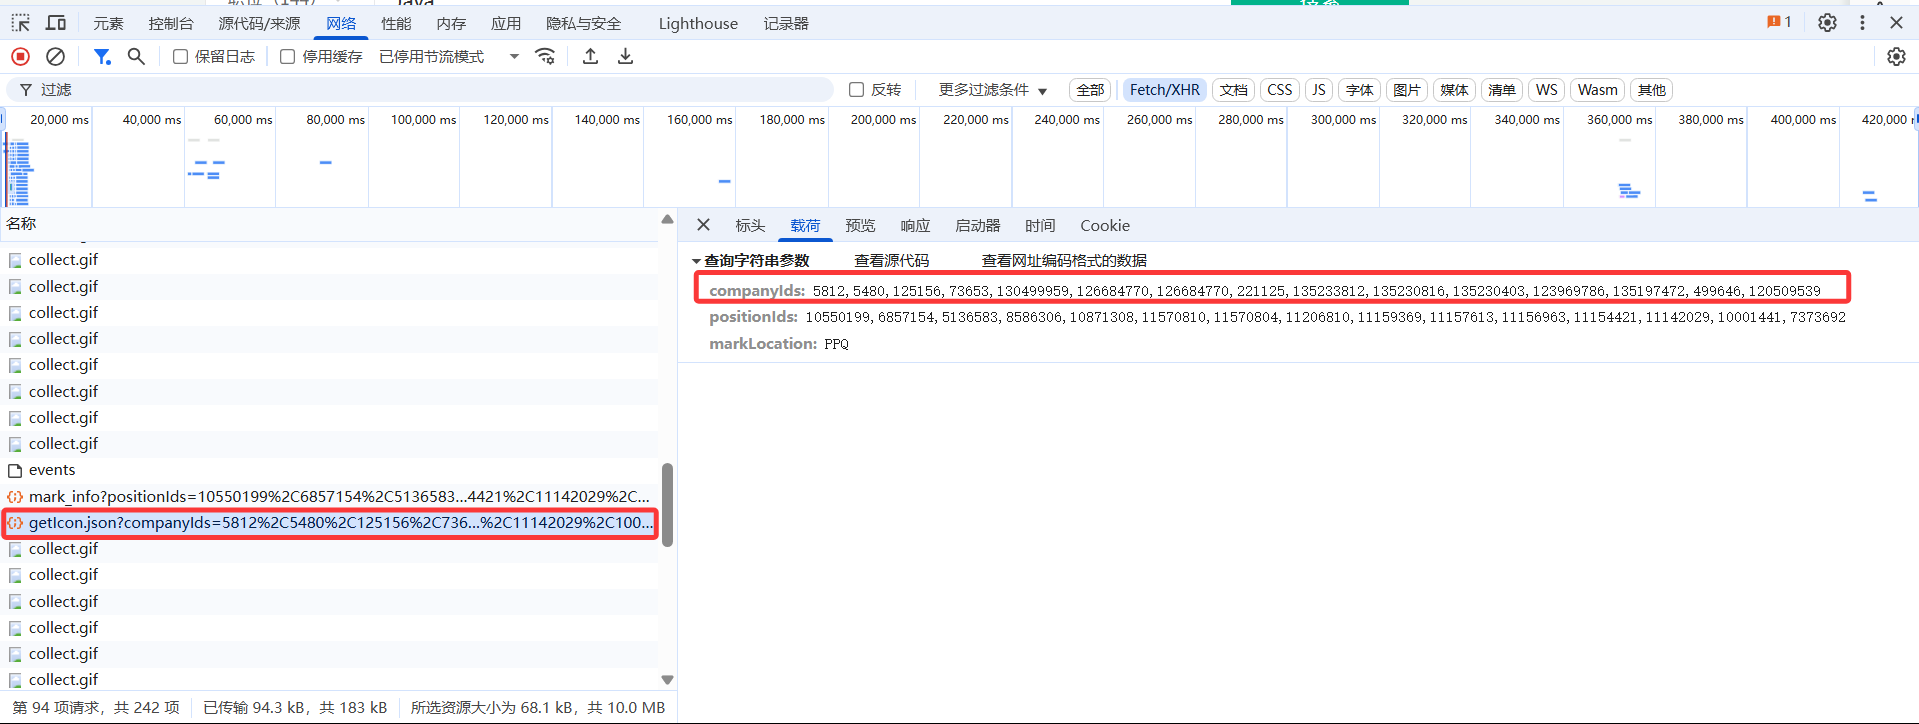 Java
元素 控制台 源代码/来源 网络 性能 内存 应用 隐私与安全 Lighthouse 记录器 1
保留日志 停用缓存 已停用节流模式
过滤 反转 更多过滤条件 全部 Fetch/XHR 文档 CSS JS 字体 图片 媒体 清单 WS Wasm 其他
20,000 ms 40,000 ms 60,000 ms 80,000 ms 100,000 ms 120,000 ms 140,000 ms 160,000 ms 180,000 ms 200,000 ms 220,000 ms 240,000 ms 260,000 ms 280,000 ms 300,000 ms 320,000 ms 340,000 ms 360,000 ms 380,000 ms 400,000 ms 420,000
名称
collect.gif
collect.gif
collect.gif
collect.gif
collect.gif
collect.gif
collect.gif
collect.gif
events
mark_info?positionIds=10550199%2C6857154%2C5136583...4421%2C11142029%2C...
getIcon.json?companyIds=5812%2C5480%2C125156%2C736...%2C11142029%2C100...
collect.gif
collect.gif
collect.gif
collect.gif
collect.gif
collect.gif
第 94 项请求，共 242 项 已传输 94.3 kB，共 183 kB 所选资源大小为 68.1 kB，共 10.0 MB
标头 载荷 预览 响应 启动器 时间 Cookie
查询字符串参数 查看源代码 查看网址编码格式的数据
companyIds: 5812,5480,125156,73653,130499959,126684770,126684770,221125,135233812,135230816,135230403,123969786,135197472,499646,120509539
positionIds: 10550199,6857154,5136583,8586306,10871308,11570810,11570804,11206810,11159369,11157613,11156963,11154421,11142029,10001441,7373692
markLocation: PPQ